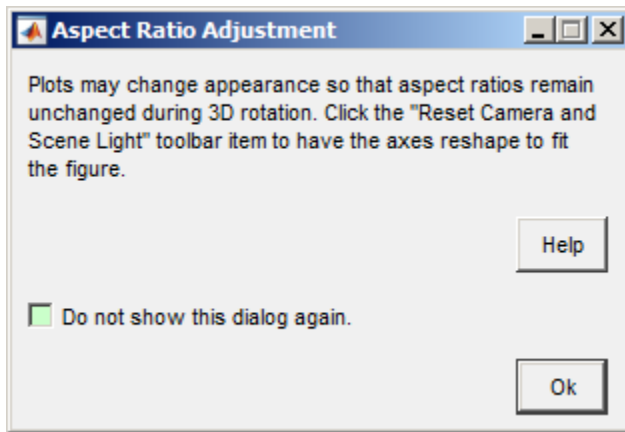 Aspect Ratio Adjustment
Plots may change appearance so that aspect ratios remain
unchanged during 3D rotation. Click the "Reset Camera and
Scene Light" toolbar item to have the axes reshape to fit
the figure.
Help
Do not show this dialog again.
Ok